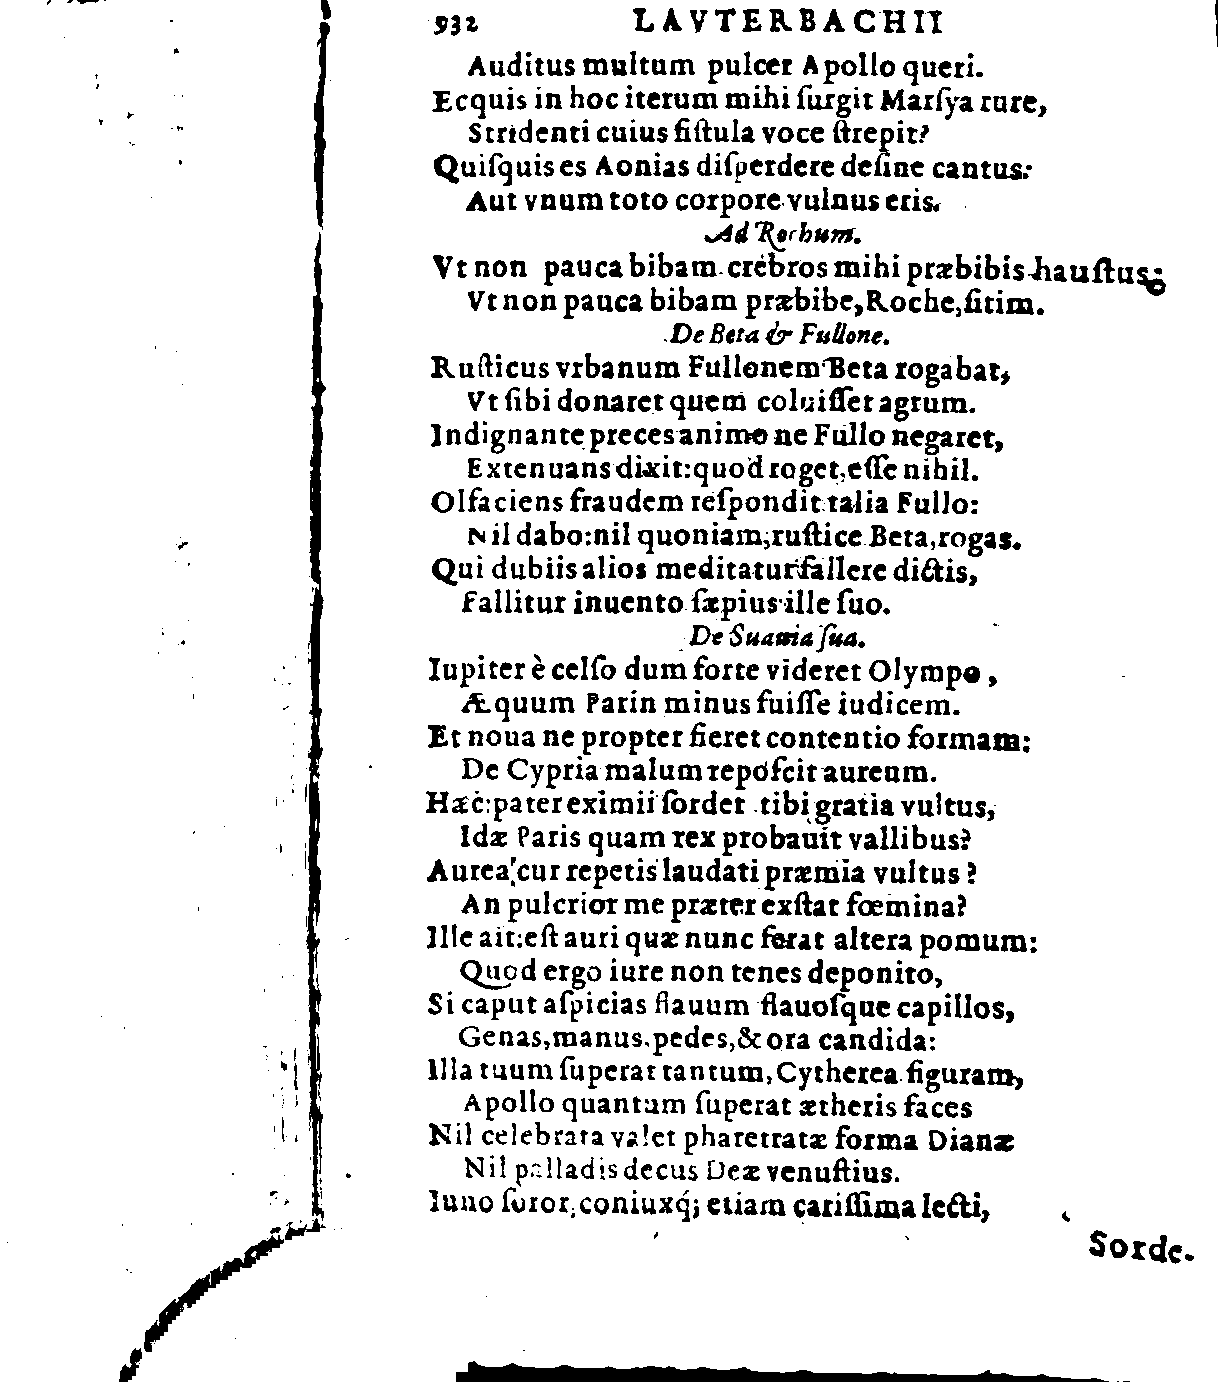 932 LAVTERBACHII
Auditus multum pulcer Apollo queri.
Ecquis in hoc iterum mihi ſurgit Marſya rure,
Stridenti cuius fiſtula voce ſtrepit?
Quiſquis es Aonias diſperdere deſine cantus:
Aut vnum toto corpore vulnus eris.
Ad Rochum.
Vt non pauca bibam crebros mihi præbibis hauſtus:
Vt non pauca bibam præbibe, Roche, ſitim.
De Beta & Fullone.
Ruſticus vrbanum Fullonem Beta rogabat,
Vt ſibi donaret quem coluiſſet agrum.
Indignante preces animo ne Fullo negaret,
Extenuans dixit: quod roget, eſſe nihil.
Olfaciens fraudem reſpondit talia Fullo:
Nil dabo: nil quoniam, ruſtice Beta, rogas.
Qui dubiis alios meditatur fallere dictis,
Fallitur inuento ſæpius ille ſuo.
De Suauia ſua.
Iupiter è celſo dum forte videret Olympo,
Æquum Parin minus fuiſſe iudicem.
Et noua ne propter fieret contentio formam:
De Cypria malum repoſcit aureum.
Hæc: pater eximii ſordet tibi gratia vultus,
Idæ Paris quam rex probauit vallibus?
Aurea cur repetis laudati præmia vultus?
An pulcrior me præter exſtat fœmina?
Ille ait: eſt auri quæ nunc ferat altera pomum:
Quod ergo iure non tenes deponito,
Si caput aſpicias flauum flauoſque capillos,
Genas, manus, pedes, & ora candida:
Illa tuum ſuperat tantum, Cytherea figuram,
Apollo quantum ſuperat ætheris faces
Nil celebrata valet pharetratæ forma Dianæ
Nil palladis decus Deæ venuſtius.
Iuno ſoror, coniuxq́; etiam cariſſima lecti,
Sorde.